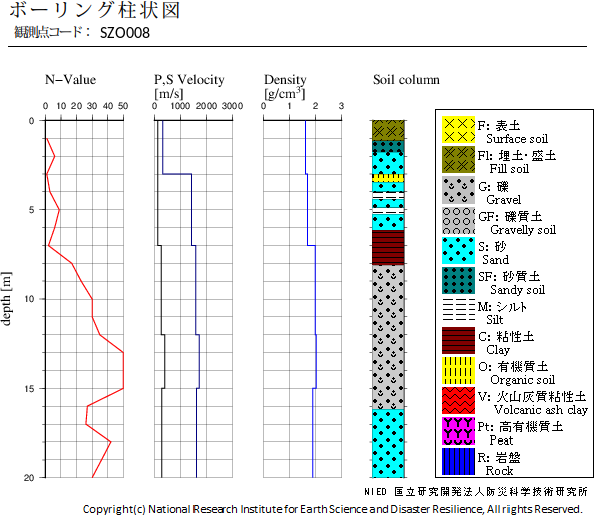 ボーリング柱状図
観測点コード： SZO008
N-Value
P,S Velocity
[m/s]
Density
[g/cm³]
Soil column
0 10 20 30 40 50
0 1000 2000 3000
0 1 2 3
0
5
10
15
20
depth [m]
F: 表土
Surface soil
Fl: 埋土・盛土
Fill soil
G: 礫
Gravel
GF: 礫質土
Gravelly soil
S: 砂
Sand
SF: 砂質土
Sandy soil
M: シルト
Silt
C: 粘性土
Clay
O: 有機質土
Organic soil
V: 火山灰質粘性土
Volcanic ash clay
Pt: 高有機質土
Peat
R: 岩盤
Rock
NIED 国立研究開発法人防災科学技術研究所
Copyright(c) National Research Institute for Earth Science and Disaster Resilience, All rights Reserved.